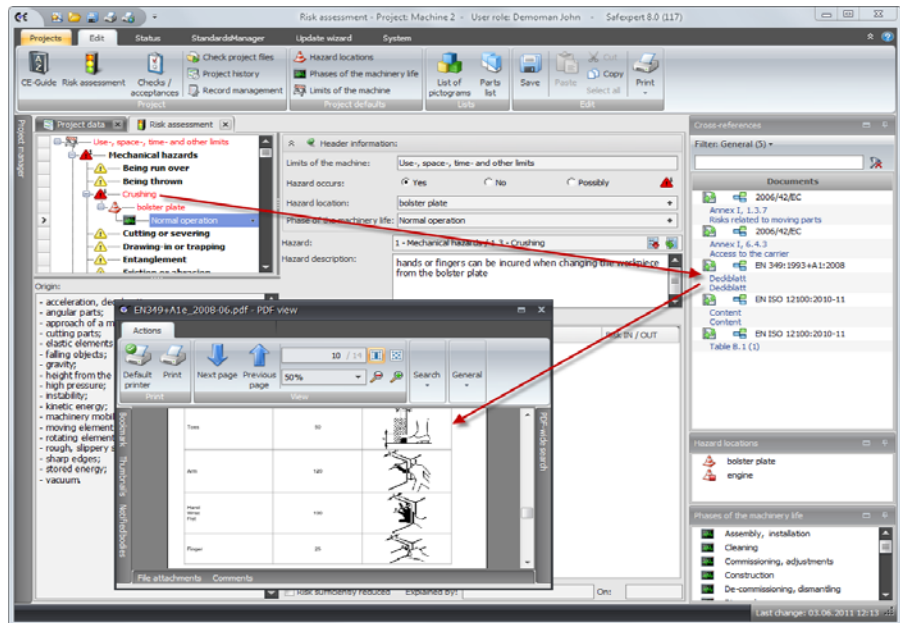 Risk assessment - Project: Machine 2 - User role: Demoman John - Safexpert 8.0 (117)
Projects Edit Status StandardsManager Update wizard System
CE-Guide Risk assessment Checks / acceptances
Check project files
Project history
Record management
Project
Hazard locations
Phases of the machinery life
Limits of the machine
Project defaults
List of pictograms
Parts list
Lists
Save Paste Cut
Copy
Select all
Print
Edit
Project manager
Project data Risk assessment
Use-, space-, time- and other limits
Mechanical hazards
Being run over
Being thrown
Crushing
bolster plate
Normal operation
Cutting or severing
Drawing-in or trapping
Entanglement
Friction or abrasion
Header information:
Limits of the machine: Use-, space-, time- and other limits
Hazard occurs: Yes No Possibly
Hazard location: bolster plate
Phase of the machinery life: Normal operation
Hazard: 1 - Mechanical hazards / 1.3 - Crushing
Hazard description: hands or fingers can be incured when changing the workpiece
from the bolster plate
Origin:
- acceleration,
- angular parts;
- approach of a m
- cutting parts;
- elastic elements
- falling objects;
- gravity;
- height from the
- high pressure;
- instability;
- kinetic energy;
- machinery mobil
- moving element
- rotating element
- rough, slippery s
- sharp edges;
- stored energy;
- vacuum.
Risk IN / OUT
EN349+A1e_2008-06.pdf - PDF view
Actions
Default printer
Print
Print
Next page
Previous page
10 / 14
50%
View
Search
General
Bookmark
Thumbnails
Notified bodies
PDF-wide search
Toes 50
Arm 120
Hand
Wrist
Fist
100
Finger 25
File attachments Comments
Risk sufficiently reduced Explained by: On:
Cross-references
Filter: General (5)
Documents
2006/42/EC
Annex I, 1.3.7
Risks related to moving parts
2006/42/EC
Annex I, 6.4.3
Access to the carrier
EN 349:1993+A1:2008
Deckblatt
Deckblatt
EN ISO 12100:2010-11
Content
Content
EN ISO 12100:2010-11
Table B.1 (1)
Hazard locations
bolster plate
engine
Phases of the machinery life
Assembly, installation
Cleaning
Commissioning, adjustments
Construction
De-commissioning, dismantling
Last change: 03.06.2011 12:13